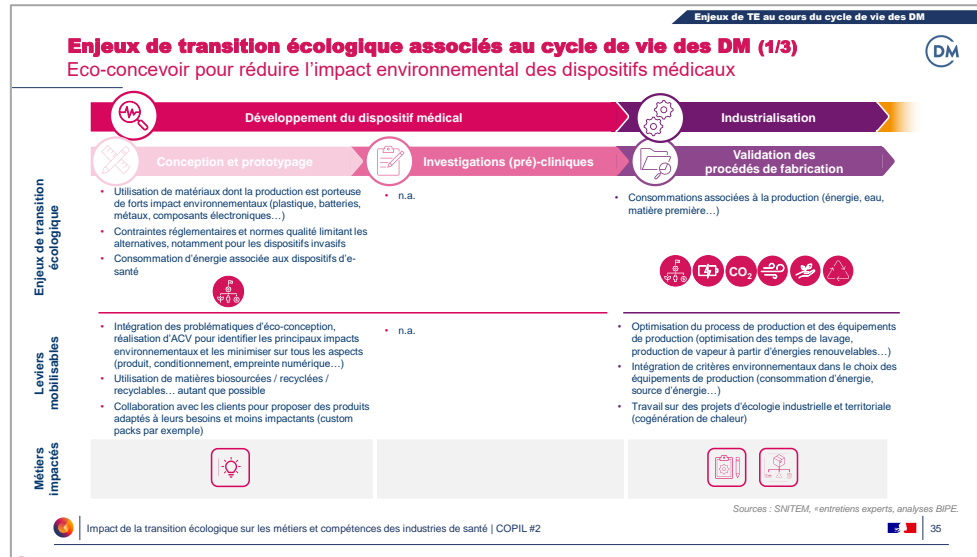 Enjeux de TE au cours du cycle de vie des DM
Enjeux de transition écologique associés au cycle de vie des DM (1/3)
Eco-concevoir pour réduire l'impact environnemental des dispositifs médicaux
DM
Développement du dispositif médical
Industrialisation
Conception et prototypage
Investigations (pré)-cliniques
Validation des
procédés de fabrication
Enjeux de transition
écologique
• Utilisation de matériaux dont la production est porteuse
de forts impact environnementaux (plastique, batteries,
métaux, composants électroniques…)
• Contraintes réglementaires et normes qualité limitant les
alternatives, notamment pour les dispositifs invasifs
• Consommation d'énergie associée aux dispositifs d'e-
santé
• n.a.
• Consommations associées à la production (énergie, eau,
matière première…)
CO2
Leviers
mobilisables
• Intégration des problématiques d'éco-conception,
réalisation d'ACV pour identifier les principaux impacts
environnementaux et les minimiser sur tous les aspects
(produit, conditionnement, empreinte numérique…)
• Utilisation de matières biosourcées / recyclées /
recyclables… autant que possible
• Collaboration avec les clients pour proposer des produits
adaptés à leurs besoins et moins impactants (custom
packs par exemple)
• n.a.
• Optimisation du process de production et des équipements
de production (optimisation des temps de lavage,
production de vapeur à partir d'énergies renouvelables…)
• Intégration de critères environnementaux dans le choix des
équipements de production (consommation d'énergie,
source d'énergie…)
• Travail sur des projets d'écologie industrielle et territoriale
(cogénération de chaleur)
Métiers
impactés
Sources : SNITEM, «entretiens experts, analyses BIPE.
Impact de la transition écologique sur les métiers et compétences des industries de santé | COPIL #2
35